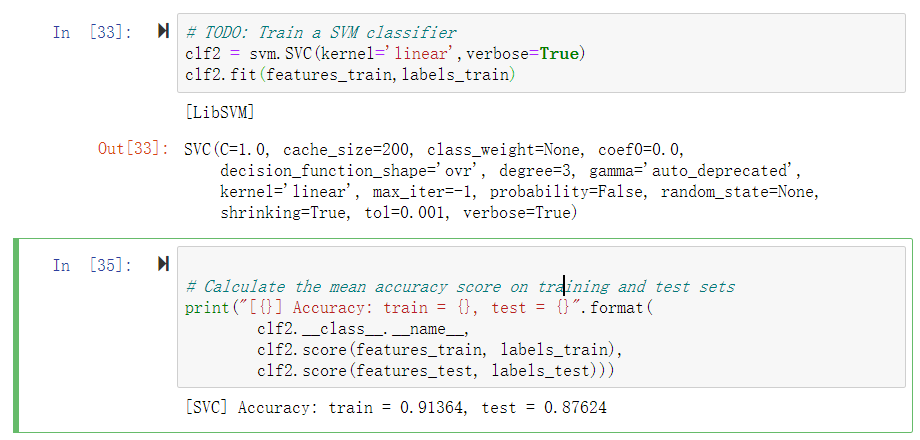 In [33]:
# TODO: Train a SVM classifier
clf2 = svm.SVC(kernel='linear',verbose=True)
clf2.fit(features_train,labels_train)
[LibSVM]
Out[33]: SVC(C=1.0, cache_size=200, class_weight=None, coef0=0.0,
decision_function_shape='ovr', degree=3, gamma='auto_deprecated',
kernel='linear', max_iter=-1, probability=False, random_state=None,
shrinking=True, tol=0.001, verbose=True)
In [35]:
# Calculate the mean accuracy score on training and test sets
print("[{}] Accuracy: train = {}, test = {}".format(
clf2.__class__.__name__,
clf2.score(features_train, labels_train),
clf2.score(features_test, labels_test)))
[SVC] Accuracy: train = 0.91364, test = 0.87624